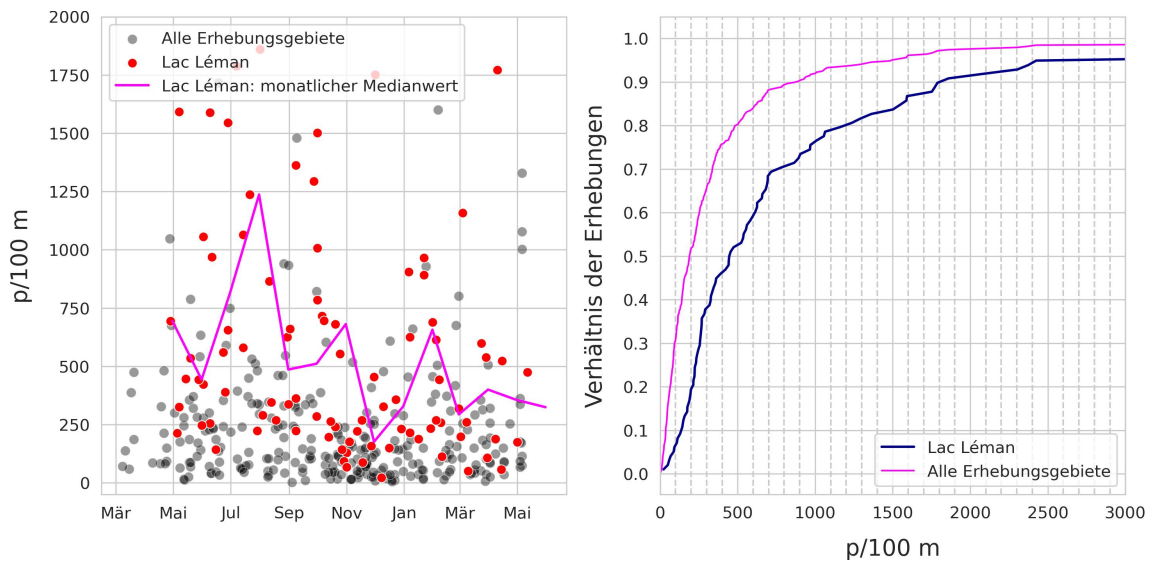 p/100 m
2000
1750
1500
1250
1000
750
500
250
0
Alle Erhebungsgebiete
Lac Léman
Lac Léman: monatlicher Medianwert
Mär
Mai
Jul
Sep
Nov
Jan
Mär
Mai
Verhältnis der Erhebungen
1.0
0.9
0.8
0.7
0.6
0.5
0.4
0.3
0.2
0.1
0.0
Lac Léman
Alle Erhebungsgebiete
0
500
1000
1500
2000
2500
3000
p/100 m